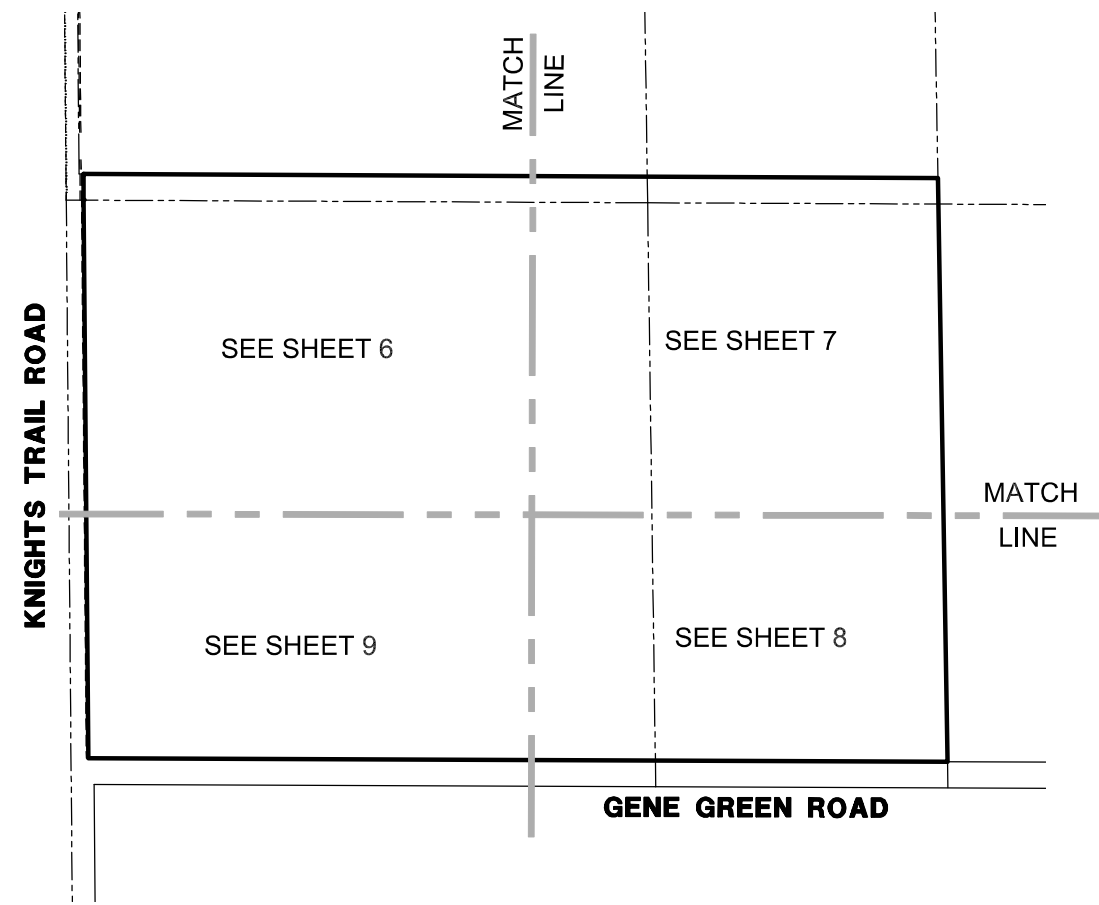 MATCH
LINE
SEE SHEET 6
SEE SHEET 7
KNIGHTS TRAIL ROAD
MATCH
LINE
SEE SHEET 9
SEE SHEET 8
GENE GREEN ROAD